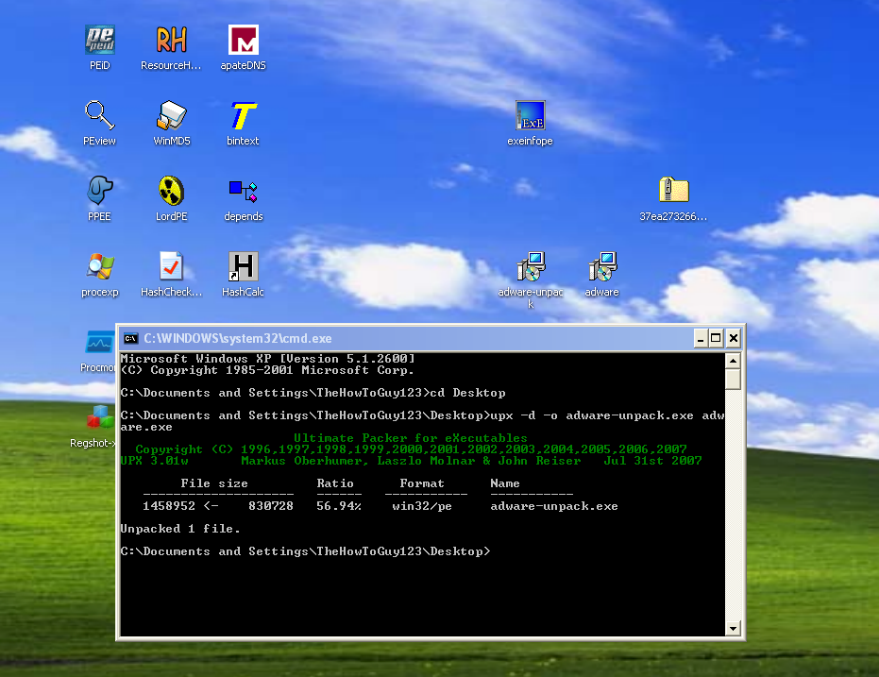 PEiD
ResourceH...
apateDNS
PEview
WinMD5
bintext
exeinfope
PPEE
LordPE
depends
37ea273266...
procexp
HashCheck...
HashCalc
adware-unpac
k
adware
Procmo
Regshot-x
C:\WINDOWS\system32\cmd.exe
Microsoft Windows XP [Version 5.1.2600]
(C) Copyright 1985-2001 Microsoft Corp.
C:\Documents and Settings\TheHowToGuy123>cd Desktop
C:\Documents and Settings\TheHowToGuy123\Desktop>upx -d -o adware-unpack.exe adw
are.exe
Ultimate Packer for eXecutables
Copyright (C) 1996,1997,1998,1999,2000,2001,2002,2003,2004,2005,2006,2007
UPX 3.01w Markus Oberhumer, Laszlo Molnar & John Reiser Jul 31st 2007
File size Ratio Format Name
-------------------- ------ ----------- -----------
1458952 <- 830728 56.94% win32/pe adware-unpack.exe
Unpacked 1 file.
C:\Documents and Settings\TheHowToGuy123\Desktop>